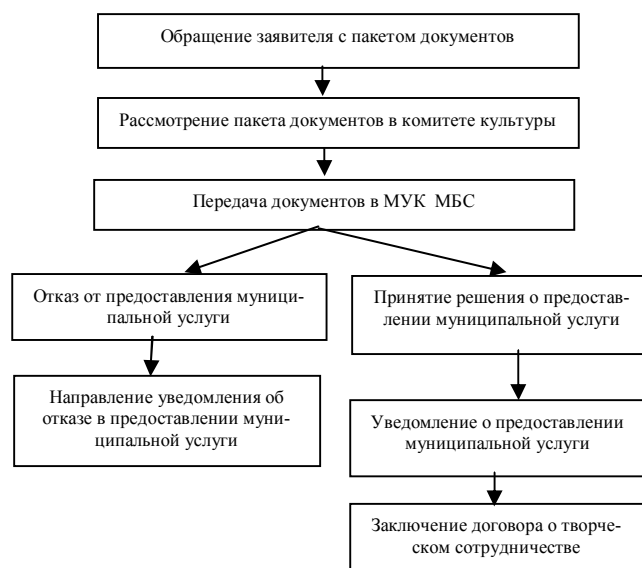 Обращение заявителя с пакетом документов
Рассмотрение пакета документов в комитете культуры
Передача документов в МУК МБС
Отказ от предоставления муници-
пальной услуги
Принятие решения о предостав-
лении муниципальной услуги
Направление уведомления об
отказе в предоставлении муни-
ципальной услуги
Уведомление о предоставлении
муниципальной услуги
Заключение договора о творче-
ском сотрудничестве